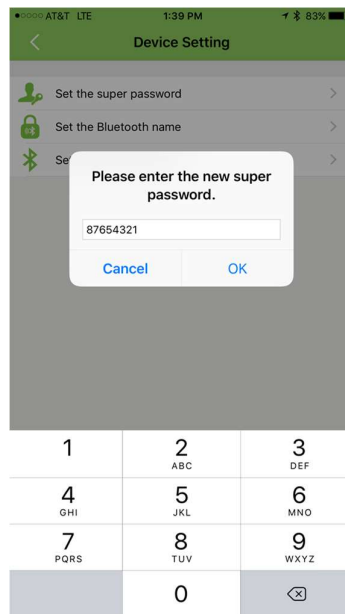 AT&T LTE 1:39 PM 83%
Device Setting
Set the super password
Set the Bluetooth name
Se
Please enter the new super
password.
87654321
Cancel OK
1 2 3
ABC DEF
4 5 6
GHI JKL MNO
7 8 9
PQRS TUV WXYZ
0